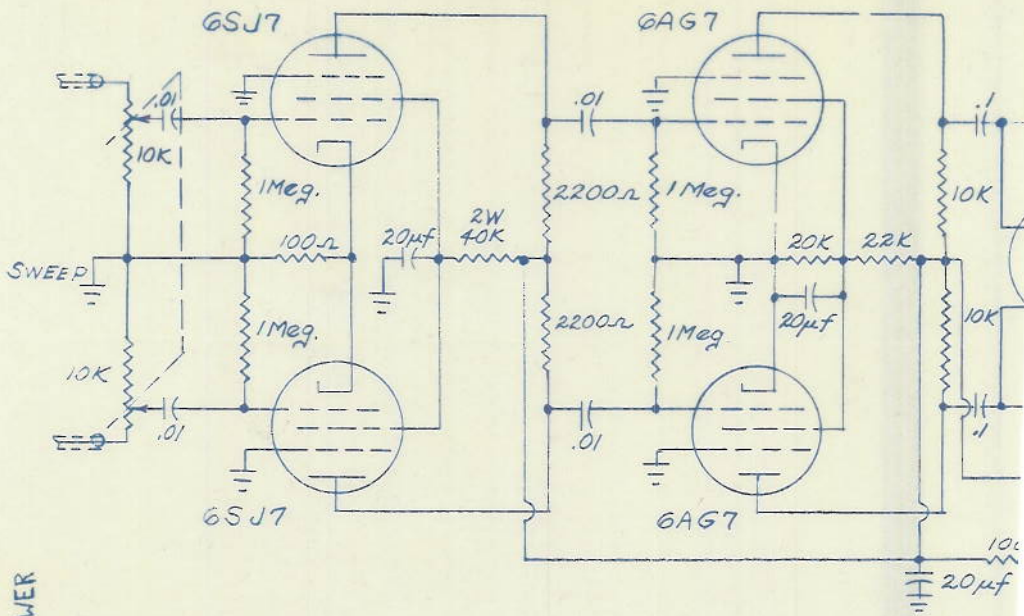 6SJ7
6AG7
.01
10K
.01
.1
1Meg.
2200Ω
1Meg.
10K
2W
40K
100Ω
20µf
20K
22K
SWEEP
20µf
1Meg.
2200Ω
1Meg
10K
10K
.01
.01
.1
6SJ7
6AG7
20µf